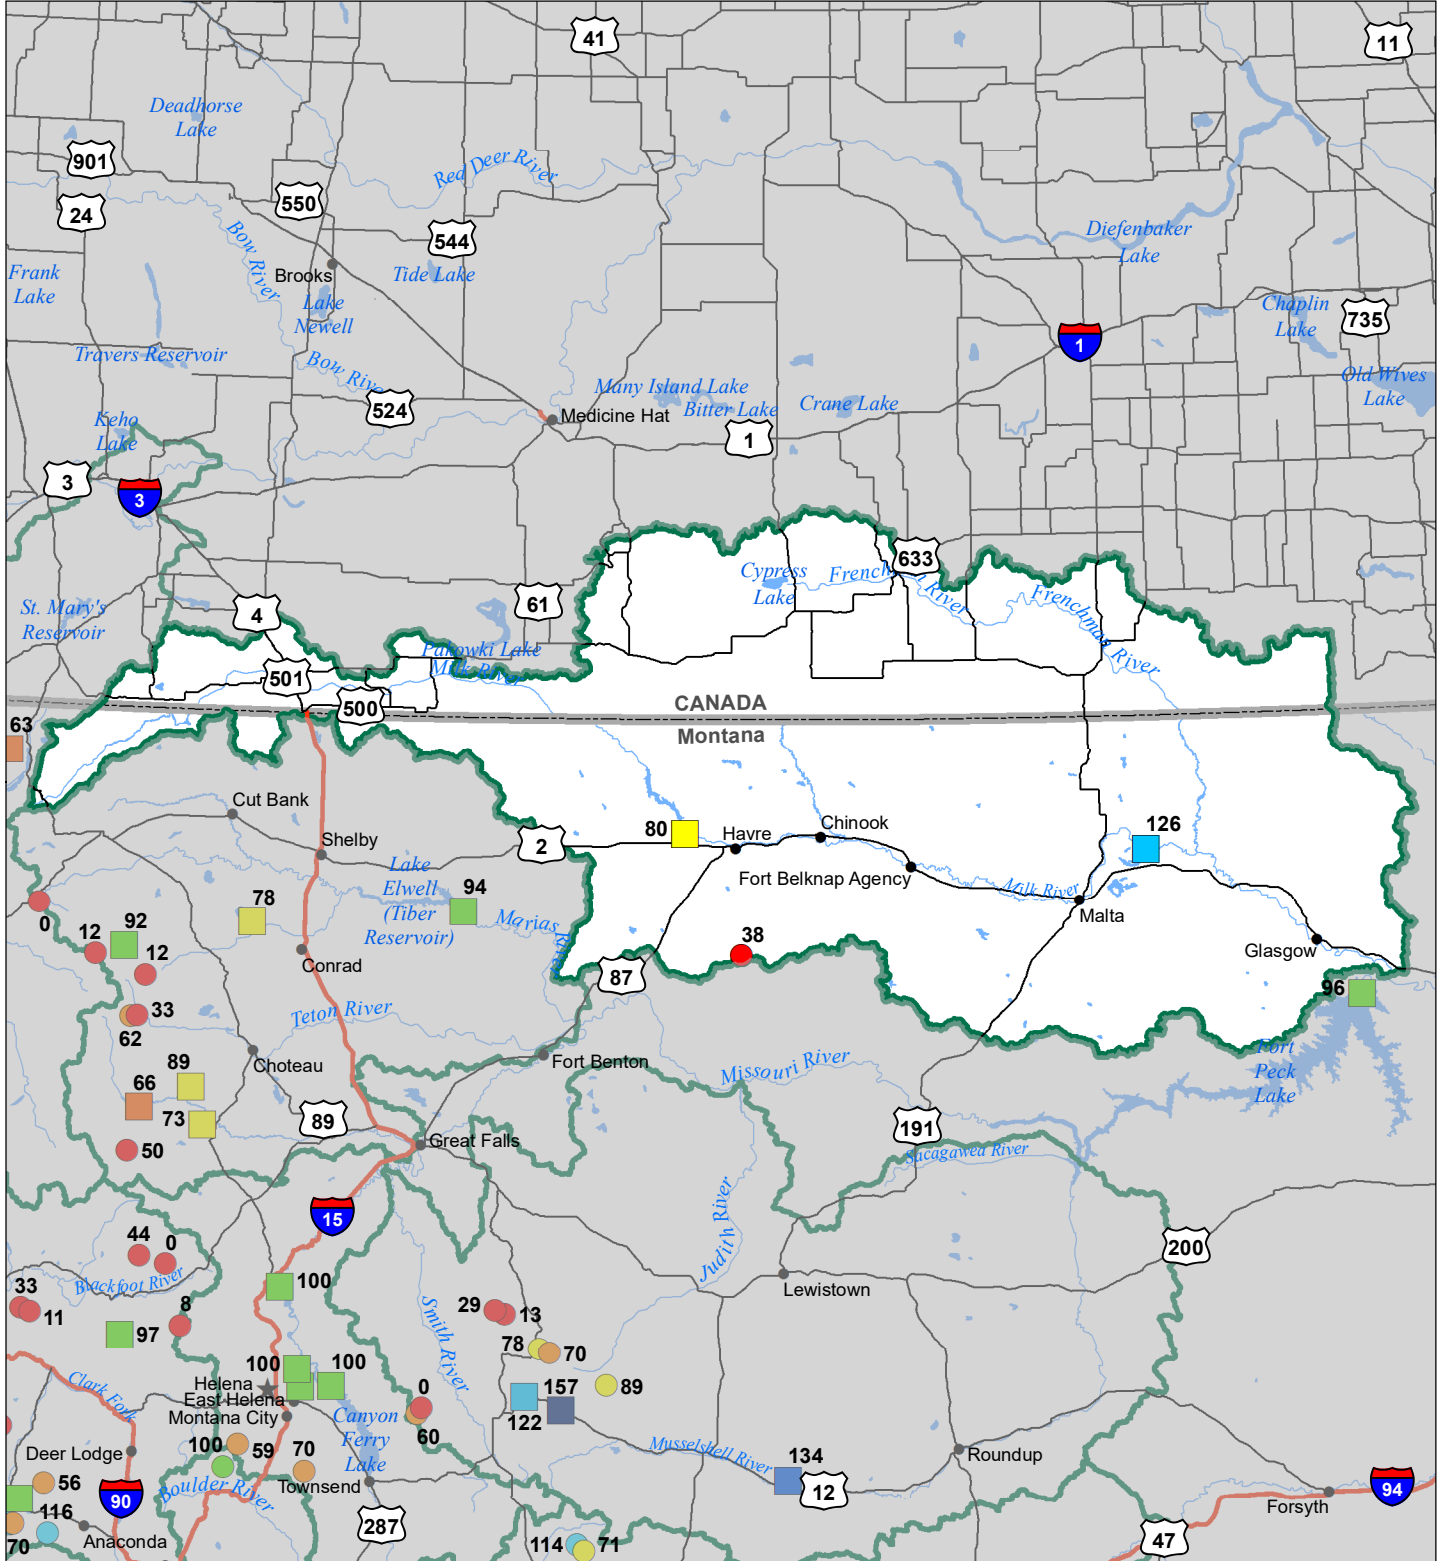 41
11
Deadhorse
Lake
901
Red Deer River
550
24
544
Bow River
Diefenbaker
Lake
Brooks
Tide Lake
Frank
Lake
Lake
Newell
Chaplin
Lake
735
1
Travers Reservoir
Bow River
Old Wives
Lake
Many Island Lake
Bitter Lake
Crane Lake
524
Medicine Hat
Keho
Lake
1
3
3
633
Cypress
Lake
Frenchman River
Frenchman River
61
St. Mary's
Reservoir
4
Pakowki Lake
Milk River
501
500
CANADA
Montana
63
Cut Bank
Shelby
2
80
Havre
Chinook
126
Fort Belknap Agency
Milk River
Malta
Lake
Elwell
(Tiber
Reservoir)
94
Marias River
78
0
12
92
12
38
Glasgow
Conrad
87
96
33
62
Teton River
Choteau
Fort Benton
Missouri River
Fort
Peck
Lake
89
66
73
89
191
50
Great Falls
Sacagawea River
15
Judith River
200
44
0
Blackfoot River
100
Lewistown
33
11
8
97
Smith River
29
13
78
70
100
100
89
Helena
East Helena
Montana City
157
122
0
60
Clark Fork
Canyon
Ferry
Lake
Deer Lodge
100
59
70
Musselshell River
134
12
Roundup
56
Boulder River
Townsend
90
94
Forsyth
116
Anaconda
70
287
114
71
47